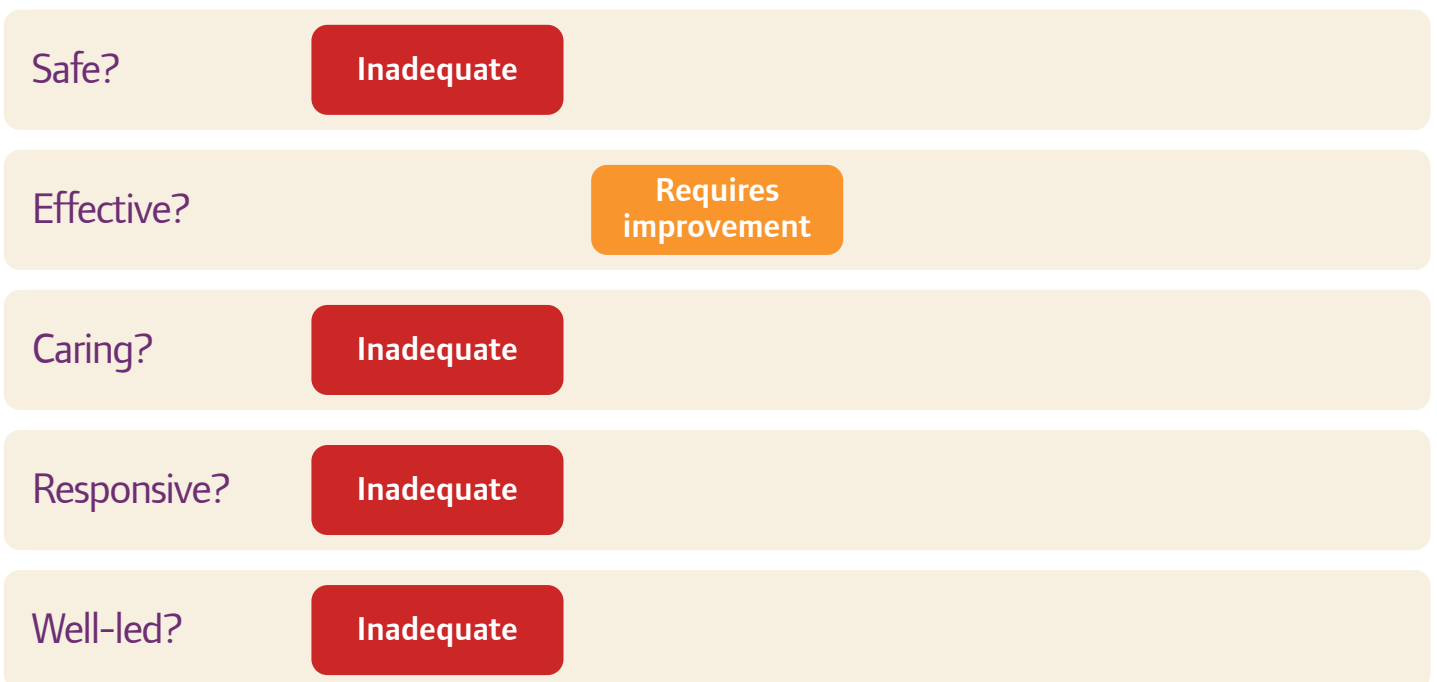 Safe?
Inadequate
Effective?
Requires
improvement
Caring?
Inadequate
Responsive?
Inadequate
Well-led?
Inadequate